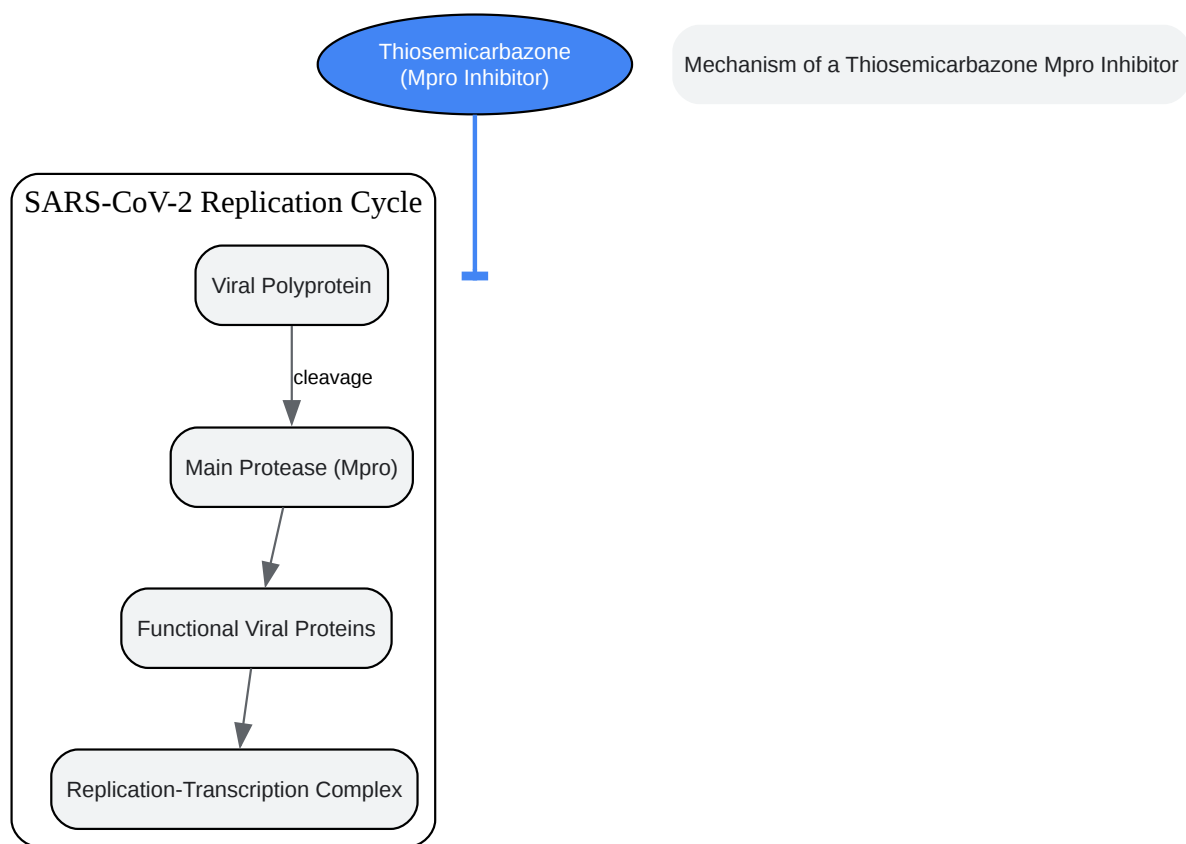 Thiosemicarbazone
(Mpro Inhibitor)
Mechanism of a Thiosemicarbazone Mpro Inhibitor
SARS-CoV-2 Replication Cycle
Viral Polyprotein
cleavage
Main Protease (Mpro)
Functional Viral Proteins
Replication-Transcription Complex